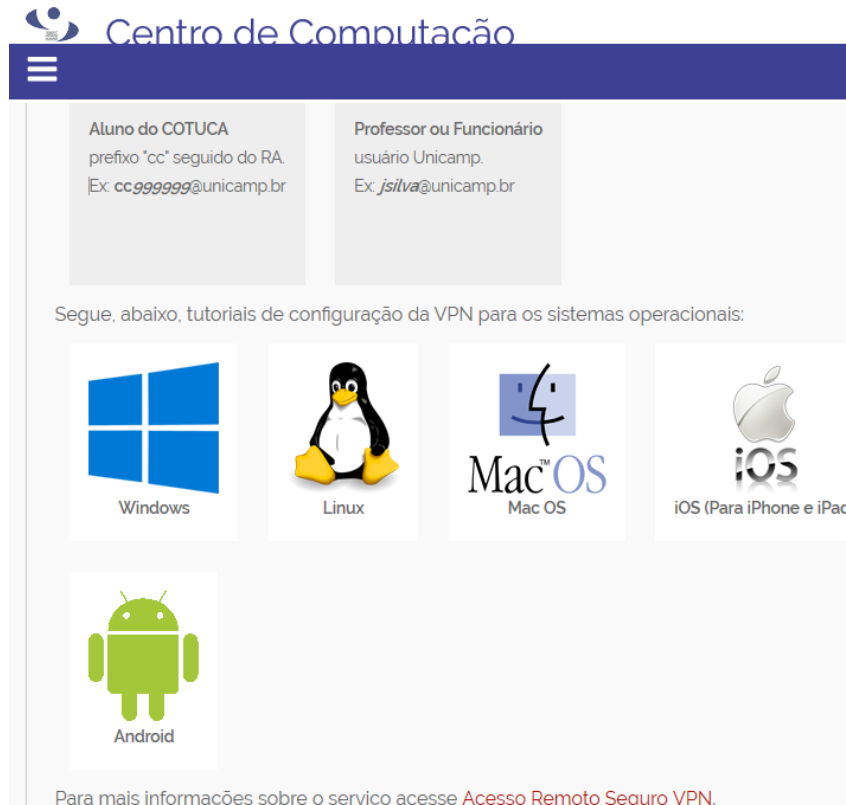 Centro de Computação
Aluno do COTUCA
prefixo "cc" seguido do RA.
Ex: cc999999@unicamp.br
Professor ou Funcionário
usuário Unicamp.
Ex: jsilva@unicamp.br
Segue, abaixo, tutoriais de configuração da VPN para os sistemas operacionais:
Windows
Linux
Mac™OS
Mac OS
iOS
iOS (Para iPhone e iPad
Android
Para mais informações sobre o serviço acesse Acesso Remoto Seguro VPN.